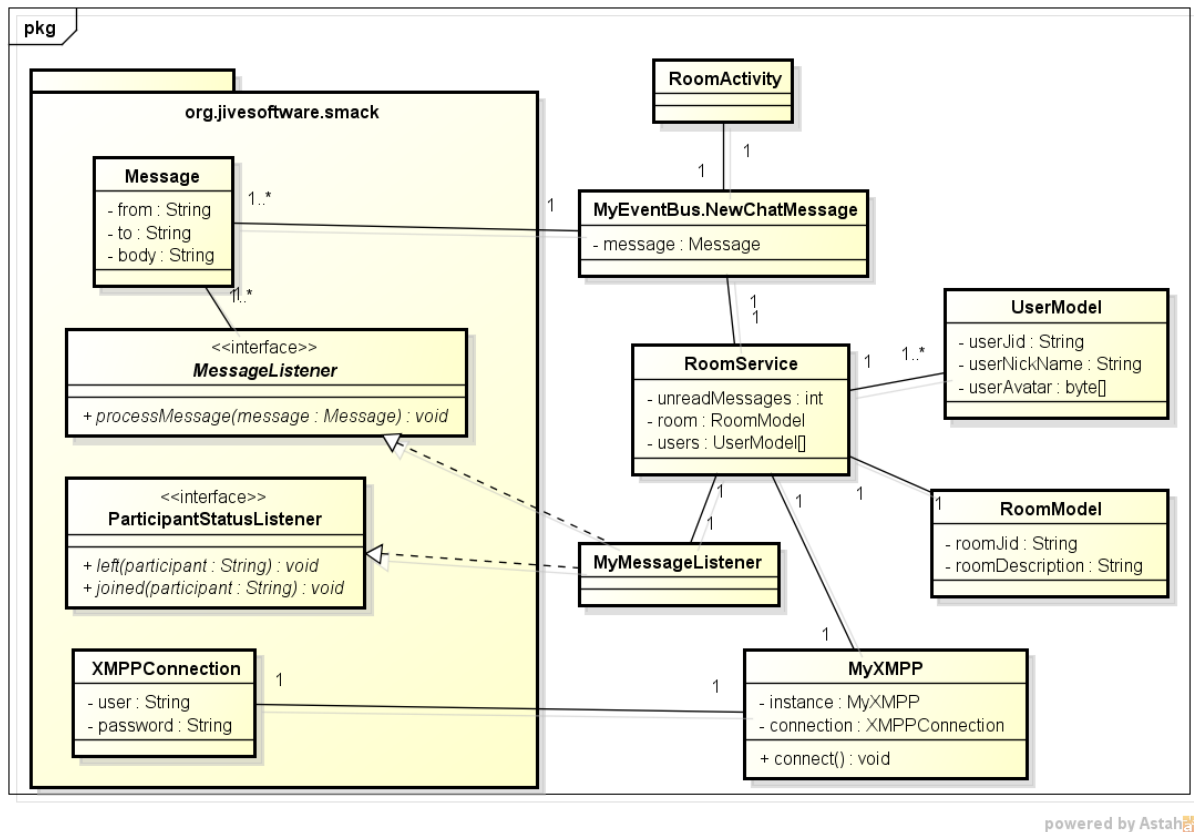 pkg
org.jivesoftware.smack
Message
- from : String
- to : String
- body : String
1..*
1
1
1..*
<<interface>>
MessageListener
+ processMessage(message : Message) : void
<<interface>>
ParticipantStatusListener
+ left(participant : String) : void
+ joined(participant : String) : void
XMPPConnection
- user : String
- password : String
1
1
RoomActivity
1
1
MyEventBus.NewChatMessage
- message : Message
1
1
RoomService
- unreadMessages : int
- room : RoomModel
- users : UserModel[]
1
1..*
UserModel
- userJid : String
- userNickName : String
- userAvatar : byte[]
1
1
RoomModel
- roomJid : String
- roomDescription : String
1
1
MyMessageListener
1
1
MyXMPP
- instance : MyXMPP
- connection : XMPPConnection
+ connect() : void
powered by Astah